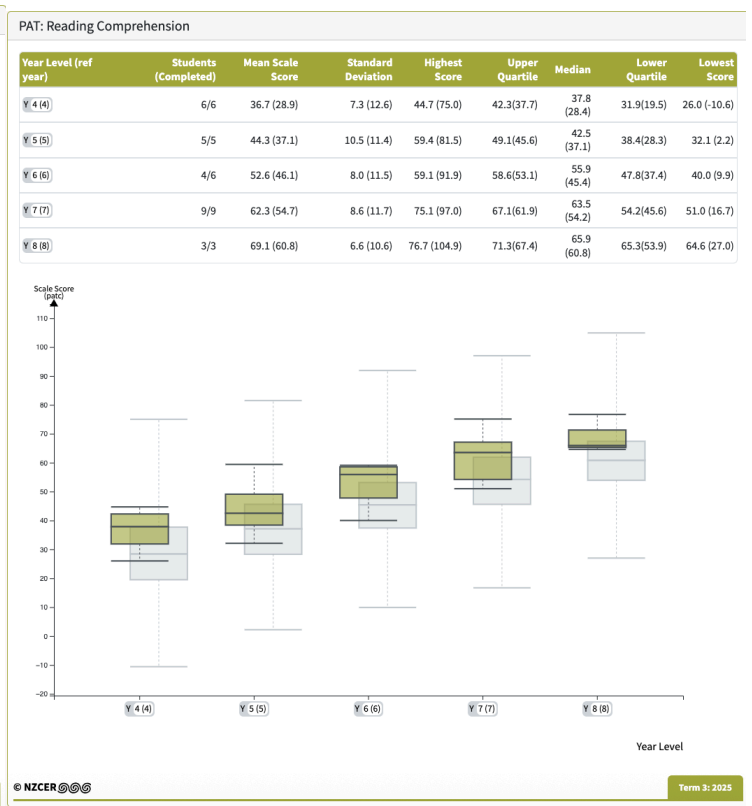 PAT: Reading Comprehension
Year Level (ref year) Students (Completed) Mean Scale Score Standard Deviation Highest Score Upper Quartile Median Lower Quartile Lowest Score
Y 4 (4) 6/6 36.7 (28.9) 7.3 (12.6) 44.7 (75.0) 42.3(37.7) 37.8 (28.4) 31.9(19.5) 26.0 (-10.6)
Y 5 (5) 5/5 44.3 (37.1) 10.5 (11.4) 59.4 (81.5) 49.1(45.6) 42.5 (37.1) 38.4(28.3) 32.1 (2.2)
Y 6 (6) 4/6 52.6 (46.1) 8.0 (11.5) 59.1 (91.9) 58.6(53.1) 55.9 (45.4) 47.8(37.4) 40.0 (9.9)
Y 7 (7) 9/9 62.3 (54.7) 8.6 (11.7) 75.1 (97.0) 67.1(61.9) 63.5 (54.2) 54.2(45.6) 51.0 (16.7)
Y 8 (8) 3/3 69.1 (60.8) 6.6 (10.6) 76.7 (104.9) 71.3(67.4) 65.9 (60.8) 65.3(53.9) 64.6 (27.0)
Scale Score
(patc)
110
100
90
80
70
60
50
40
30
20
10
0
−10
−20
Y 4 (4) Y 5 (5) Y 6 (6) Y 7 (7) Y 8 (8)
Year Level
© NZCER
Term 3: 2025